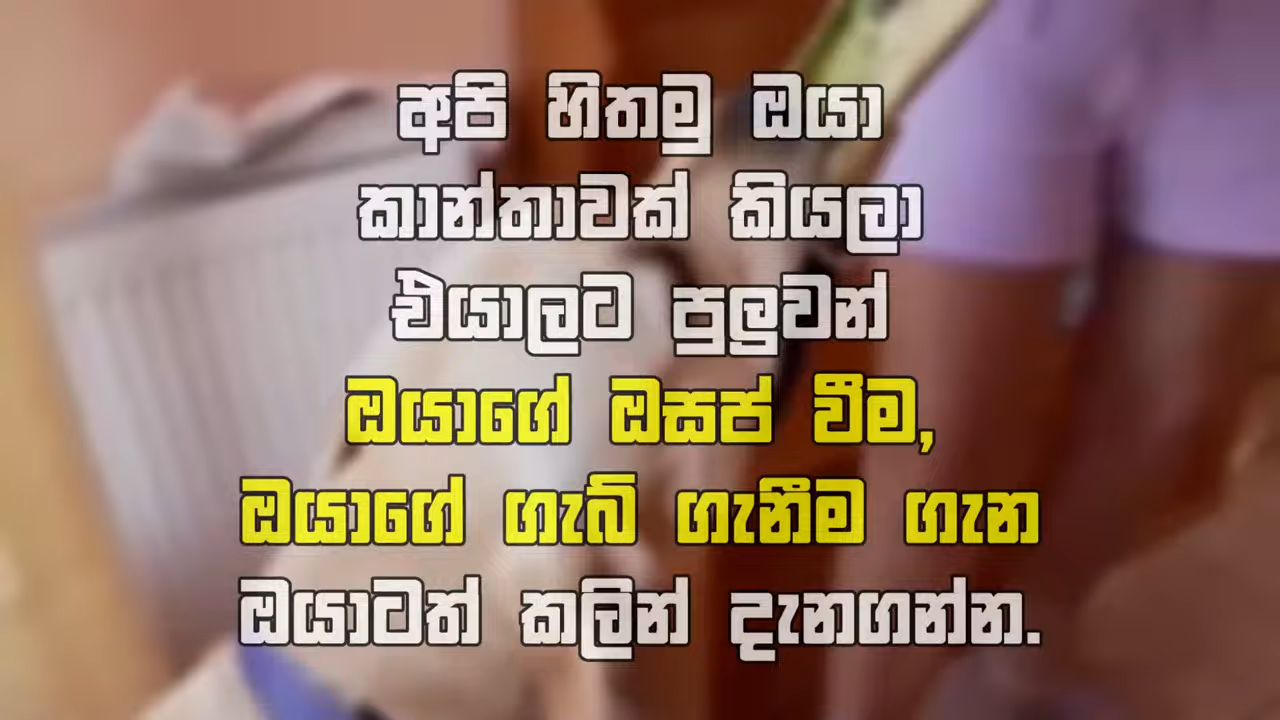 අපි හිතමු ඔයා
කාන්තාවක් කියලා
එයාලට පුලුවන්
ඔයාගේ ඔසප් වීම,
ඔයාගේ ගැබ් ගැනීම ගැන
ඔයාටත් කලින් දැනගන්න.